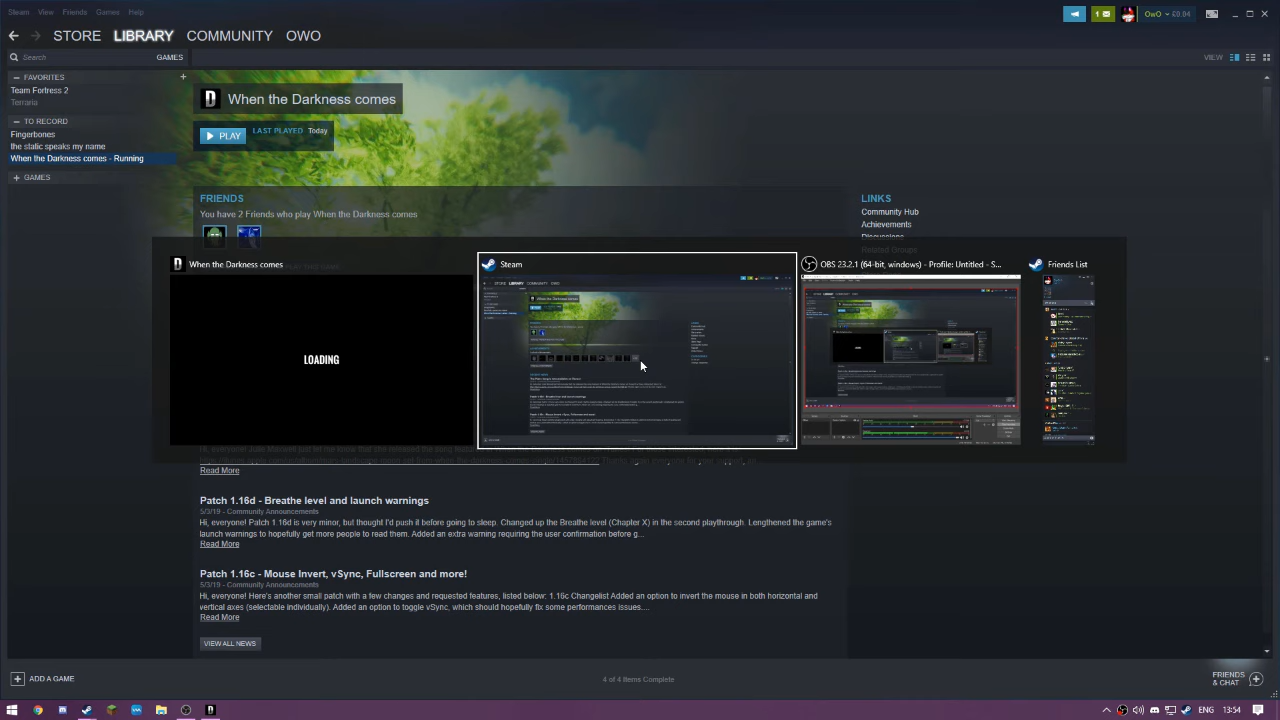 Steam View Friends Games Help
1 OwO £0.84
STORE LIBRARY COMMUNITY OWO
Search GAMES VIEW
FAVORITES
Team Fortress 2
Terraria
TO RECORD
Fingerbones
the static speaks my name
When the Darkness comes - Running
GAMES
When the Darkness comes
PLAY LAST PLAYED Today
FRIENDS
You have 2 Friends who play When the Darkness comes
LINKS
Community Hub
Achievements
Discussions
Related Groups
When the Darkness comes
LOADING
Steam
OBS 23.2.1 (64-bit, windows) - Profile: Untitled - S...
Friends List
Read More
Patch 1.16d - Breathe level and launch warnings
5/3/19 - Community Announcements
Hi, everyone! Patch 1.16d is very minor, but thought I'd push it before going to sleep. Changed up the Breathe level (Chapter X) in the second playthrough. Lengthened the game's
launch warnings to hopefully get more people to read them. Added an extra warning requiring the user confirmation before g...
Read More
Patch 1.16c - Mouse Invert, vSync, Fullscreen and more!
5/3/19 - Community Announcements
Hi, everyone! Here's another small patch with a few changes and requested features, listed below: 1.16c Changelist Added an option to invert the mouse in both horizontal and
vertical axes (selectable individually). Added an option to toggle vSync, which should hopefully fix some performances issues....
Read More
VIEW ALL NEWS
ADD A GAME
4 of 4 Items Complete
FRIENDS
& CHAT
ENG 13:54